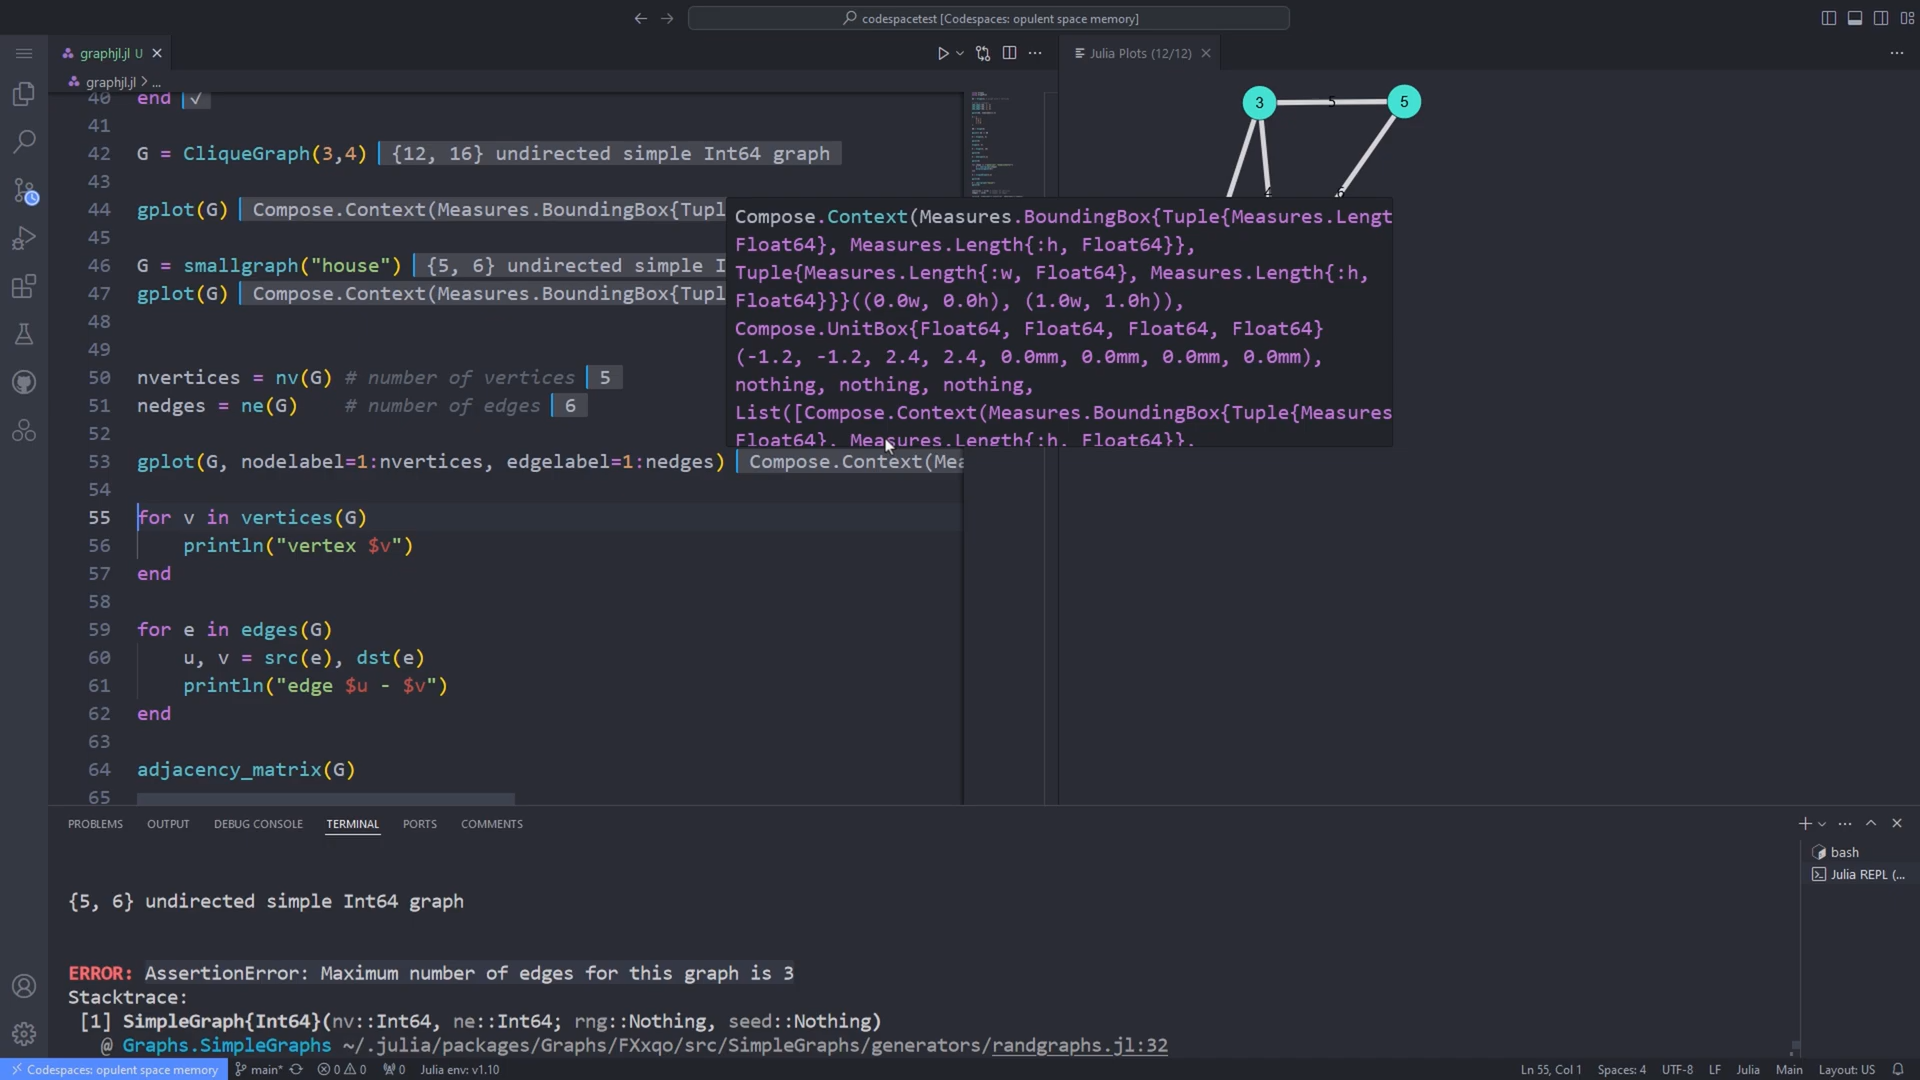 codespacetest [Codespaces: opulent space memory]
graphjl.jl U
Julia Plots (12/12)
graphjl.jl > ...
40 end ✓
41
42 G = CliqueGraph(3,4) {12, 16} undirected simple Int64 graph
43
44 gplot(G) Compose.Context(Measures.BoundingBox{Tupl
45
46 G = smallgraph("house") {5, 6} undirected simple I
47 gplot(G) Compose.Context(Measures.BoundingBox{Tupl
48
49
50 nvertices = nv(G) # number of vertices 5
51 nedges = ne(G) # number of edges 6
52
53 gplot(G, nodelabel=1:nvertices, edgelabel=1:nedges) Compose.Context(Mea
54
55 for v in vertices(G)
56 println("vertex $v")
57 end
58
59 for e in edges(G)
60 u, v = src(e), dst(e)
61 println("edge $u - $v")
62 end
63
64 adjacency_matrix(G)
65
Compose.Context(Measures.BoundingBox{Tuple{Measures.Lengt
Float64}, Measures.Length{:h, Float64}},
Tuple{Measures.Length{:w, Float64}, Measures.Length{:h,
Float64}}}((0.0w, 0.0h), (1.0w, 1.0h)),
Compose.UnitBox{Float64, Float64, Float64, Float64}
(-1.2, -1.2, 2.4, 2.4, 0.0mm, 0.0mm, 0.0mm, 0.0mm),
nothing, nothing, nothing,
List([Compose.Context(Measures.BoundingBox{Tuple{Measures
Float64}, Measures.Length{:h, Float64}},
3 5 5
PROBLEMS OUTPUT DEBUG CONSOLE TERMINAL PORTS COMMENTS
bash
Julia REPL (...
{5, 6} undirected simple Int64 graph
ERROR: AssertionError: Maximum number of edges for this graph is 3
Stacktrace:
[1] SimpleGraph{Int64}(nv::Int64, ne::Int64; rng::Nothing, seed::Nothing)
@ Graphs.SimpleGraphs ~/.julia/packages/Graphs/FXxqo/src/SimpleGraphs/generators/randgraphs.jl:32
Codespaces: opulent space memory main* 0 0 0 Julia env: v1.10 Ln 55, Col 1 Spaces: 4 UTF-8 LF Julia Main Layout: US